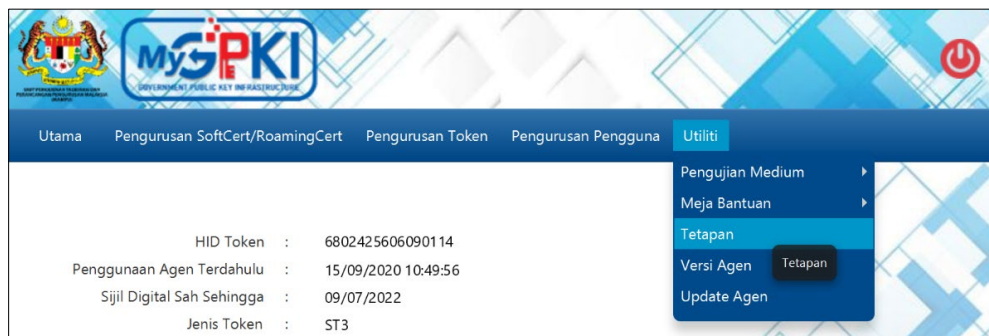 MyGPKI
GOVERNMENT PUBLIC KEY INFRASTRUCTURE
Utama Pengurusan SoftCert/RoamingCert Pengurusan Token Pengurusan Pengguna Utiliti
Pengujian Medium
Meja Bantuan
Tetapan
Versi Agen
Tetapan
Update Agen
HID Token : 6802425606090114
Penggunaan Agen Terdahulu : 15/09/2020 10:49:56
Sijil Digital Sah Sehingga : 09/07/2022
Jenis Token : ST3